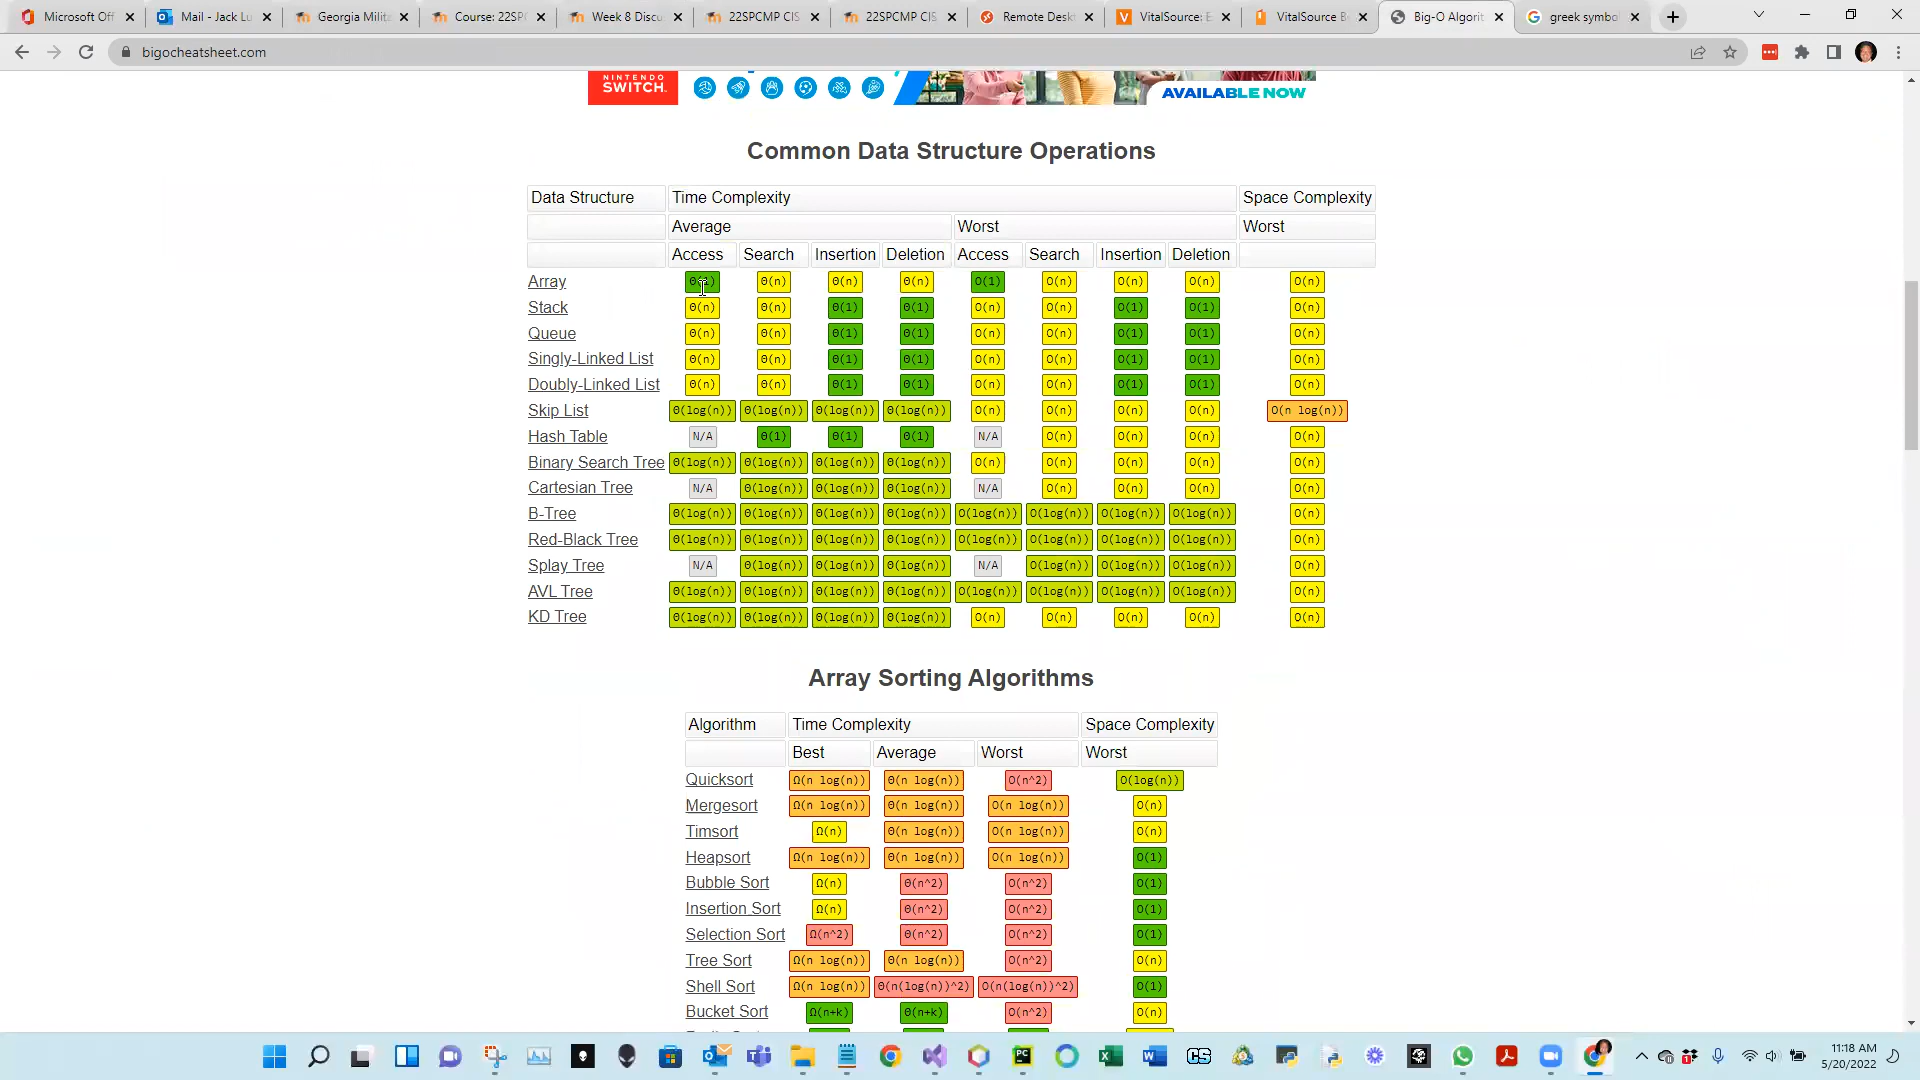 Microsoft Off
Mail - Jack Lu
Georgia Milit
Course: 22SP
Week 8 Discu
22SPCMP CIS
22SPCMP CIS
Remote Desk
VitalSource: E
VitalSource B
Big-O Algorit
greek symbo
bigocheatsheet.com
NINTENDO
SWITCH.
AVAILABLE NOW
Common Data Structure Operations
Data Structure Time Complexity Space Complexity
Average Worst Worst
Access Search Insertion Deletion Access Search Insertion Deletion
Array Θ(1) Θ(n) Θ(n) Θ(n) O(1) O(n) O(n) O(n) O(n)
Stack Θ(n) Θ(n) Θ(1) Θ(1) O(n) O(n) O(1) O(1) O(n)
Queue Θ(n) Θ(n) Θ(1) Θ(1) O(n) O(n) O(1) O(1) O(n)
Singly-Linked List Θ(n) Θ(n) Θ(1) Θ(1) O(n) O(n) O(1) O(1) O(n)
Doubly-Linked List Θ(n) Θ(n) Θ(1) Θ(1) O(n) O(n) O(1) O(1) O(n)
Skip List Θ(log(n)) Θ(log(n)) Θ(log(n)) Θ(log(n)) O(n) O(n) O(n) O(n) O(n log(n))
Hash Table N/A Θ(1) Θ(1) Θ(1) N/A O(n) O(n) O(n) O(n)
Binary Search Tree Θ(log(n)) Θ(log(n)) Θ(log(n)) Θ(log(n)) O(n) O(n) O(n) O(n) O(n)
Cartesian Tree N/A Θ(log(n)) Θ(log(n)) Θ(log(n)) N/A O(n) O(n) O(n) O(n)
B-Tree Θ(log(n)) Θ(log(n)) Θ(log(n)) Θ(log(n)) O(log(n)) O(log(n)) O(log(n)) O(log(n)) O(n)
Red-Black Tree Θ(log(n)) Θ(log(n)) Θ(log(n)) Θ(log(n)) O(log(n)) O(log(n)) O(log(n)) O(log(n)) O(n)
Splay Tree N/A Θ(log(n)) Θ(log(n)) Θ(log(n)) N/A O(log(n)) O(log(n)) O(log(n)) O(n)
AVL Tree Θ(log(n)) Θ(log(n)) Θ(log(n)) Θ(log(n)) O(log(n)) O(log(n)) O(log(n)) O(log(n)) O(n)
KD Tree Θ(log(n)) Θ(log(n)) Θ(log(n)) Θ(log(n)) O(n) O(n) O(n) O(n) O(n)
Array Sorting Algorithms
Algorithm Time Complexity Space Complexity
Best Average Worst Worst
Quicksort Ω(n log(n)) Θ(n log(n)) O(n^2) O(log(n))
Mergesort Ω(n log(n)) Θ(n log(n)) O(n log(n)) O(n)
Timsort Ω(n) Θ(n log(n)) O(n log(n)) O(n)
Heapsort Ω(n log(n)) Θ(n log(n)) O(n log(n)) O(1)
Bubble Sort Ω(n) Θ(n^2) O(n^2) O(1)
Insertion Sort Ω(n) Θ(n^2) O(n^2) O(1)
Selection Sort Ω(n^2) Θ(n^2) O(n^2) O(1)
Tree Sort Ω(n log(n)) Θ(n log(n)) O(n^2) O(n)
Shell Sort Ω(n log(n)) Θ(n(log(n))^2) O(n(log(n))^2) O(1)
Bucket Sort Ω(n+k) Θ(n+k) O(n^2) O(n)
11:18 AM
5/20/2022